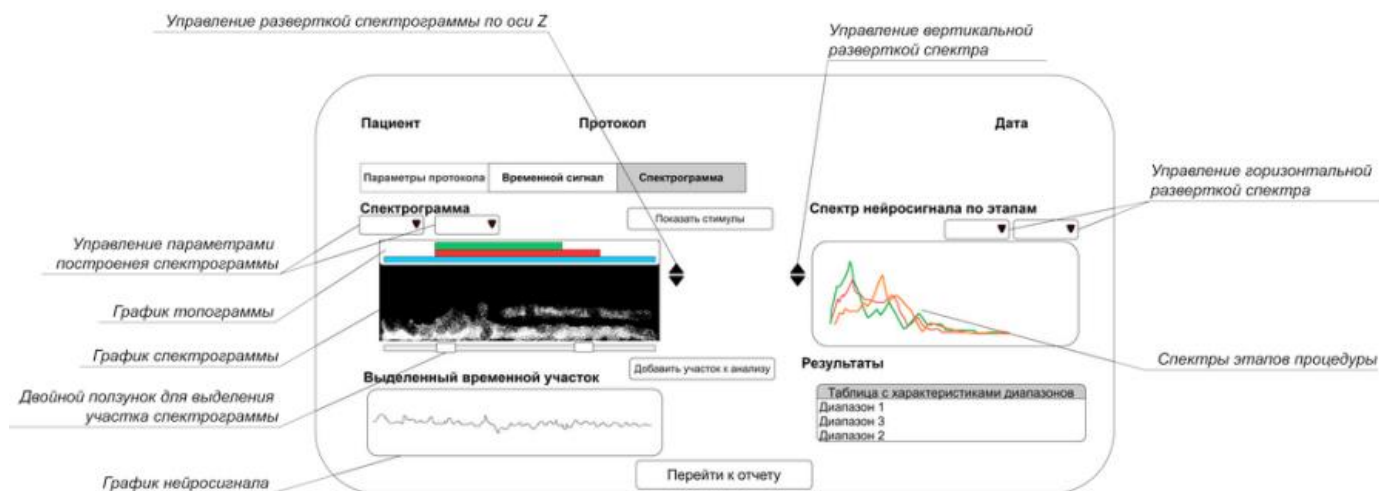 Управление разверткой спектрограммы по оси Z
Управление вертикальной
разверткой спектра
Пациент
Протокол
Дата
Параметры протокола
Временной сигнал
Спектрограмма
Управление горизонтальной
разверткой спектра
Спектрограмма
Показать стимулы
Спектр нейросигнала по этапам
Управление параметрами
построенея спектрограммы
График топограммы
График спектрограммы
Спектры этапов процедуры
Добавить участок к анализу
Результаты
Выделенный временной участок
Двойной ползунок для выделения
участка спектрограммы
Таблица с характеристиками диапазонов
Диапазон 1
Диапазон 3
Диапазон 2
Перейти к отчету
График нейросигнала